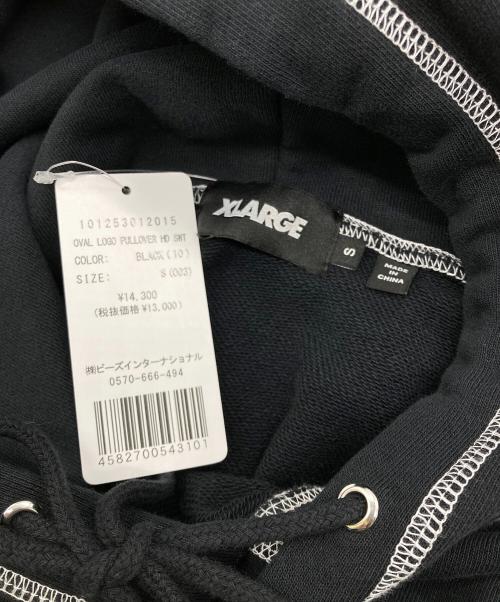 101253012015
OVAL LOGO PULLOVER HD SWT
COLOR: BLACK(10)
SIZE: S(003)
¥14,300
(税抜価格¥13,000)
㈱ビーズインターナショナル
0570-666-494
4582700543101
XLARGE
S
MADE
IN
CHINA